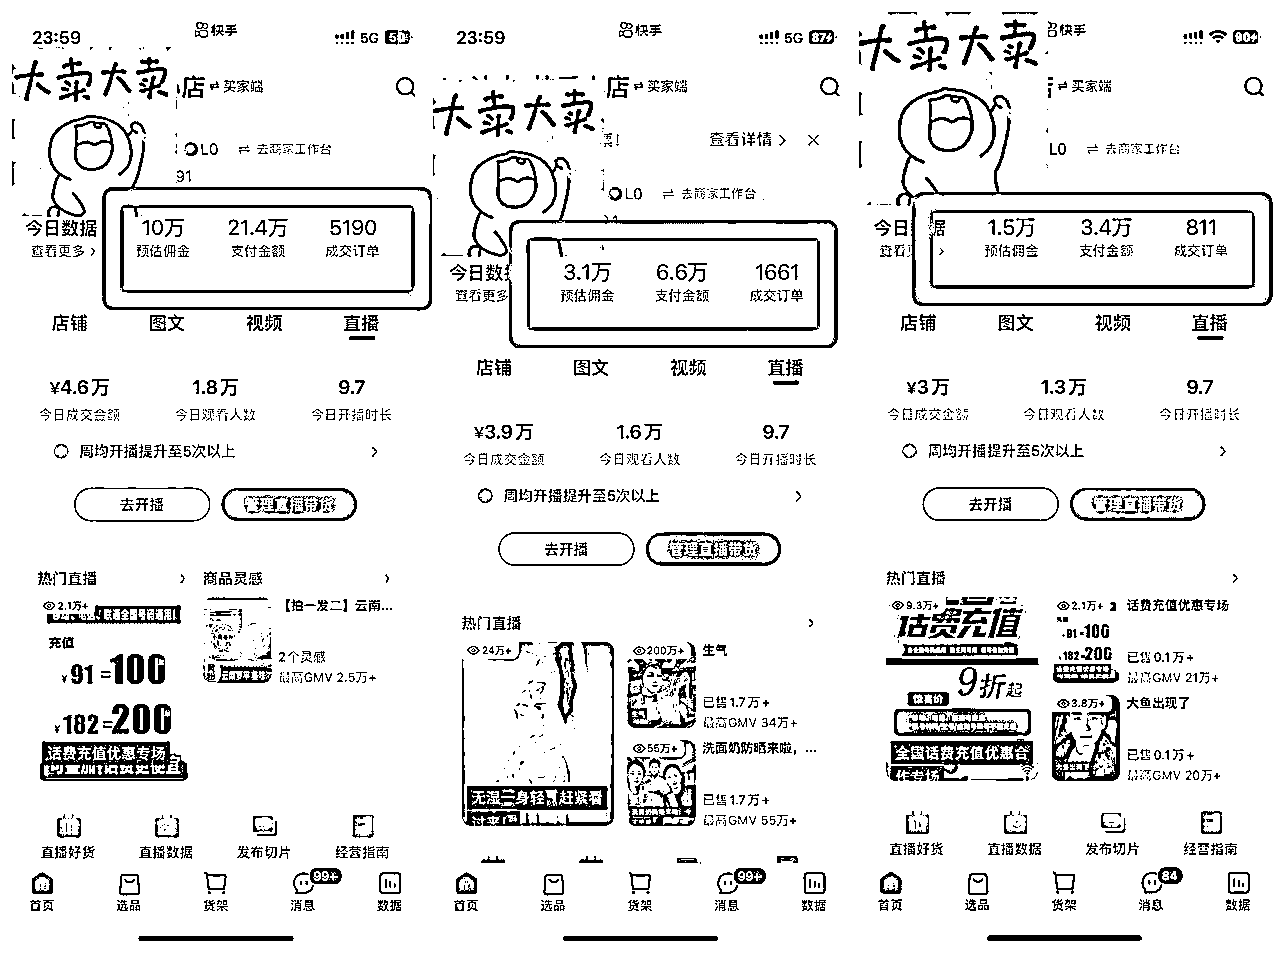 23:59
快手
5G
大卖大卖
店 ⇌ 买家端
L0 ⇌ 去商家工作台
91
今日数据
查看更多 >
10万 21.4万 5190
预估佣金 支付金额 成交订单
店铺 图文 视频 直播
¥4.6万 1.8万 9.7
今日成交金额 今日观看人数 今日开播时长
周均开播提升至5次以上 >
去开播 管理直播带货
热门直播 > 商品灵感 >
2.1万+
充值
¥91=100
¥182=200
话费充值优惠专场
【拍一发二】云南...
2个灵感
最高GMV 2.5万+
直播好货 直播数据 发布切片 经营指南
99+
首页 选品 货架 消息 数据
23:59
快手
5G 87
大卖大卖
店 ⇌ 买家端
查看详情 > ×
L0 ⇌ 去商家工作台
今日数据
查看更多
3.1万 6.6万 1661
预估佣金 支付金额 成交订单
店铺 图文 视频 直播
¥3.9万 1.6万 9.7
今日成交金额 今日观看人数 今日开播时长
周均开播提升至5次以上 >
去开播 管理直播带货
热门直播 >
24万+
无湿三身轻 赶紧看
200万+
生气
已售1.7万+
最高GMV 34万+
55万+
洗面奶防晒来啦，...
已售1.7万+
最高GMV 55万+
99+
首页 选品 货架 消息 数据
快手
90
大卖大卖
⇌ 买家端
L0 ⇌ 去商家工作台
据
查看 >
1.5万 3.4万 811
预估佣金 支付金额 成交订单
店铺 图文 视频 直播
¥3万 1.3万 9.7
今日成交金额 今日观看人数 今日开播时长
周均开播提升至5次以上 >
去开播 管理直播带货
热门直播 >
9.3万+
话费充值
9折起
全国话费充值优惠合
作专场
2.1万+
¥91=100
¥182=200
话费充值优惠专场
已售0.1万+
最高GMV 21万+
3.8万+
大鱼出现了
已售0.1万+
最高GMV 20万+
直播好货 直播数据 发布切片 经营指南
84
首页 选品 货架 消息 数据